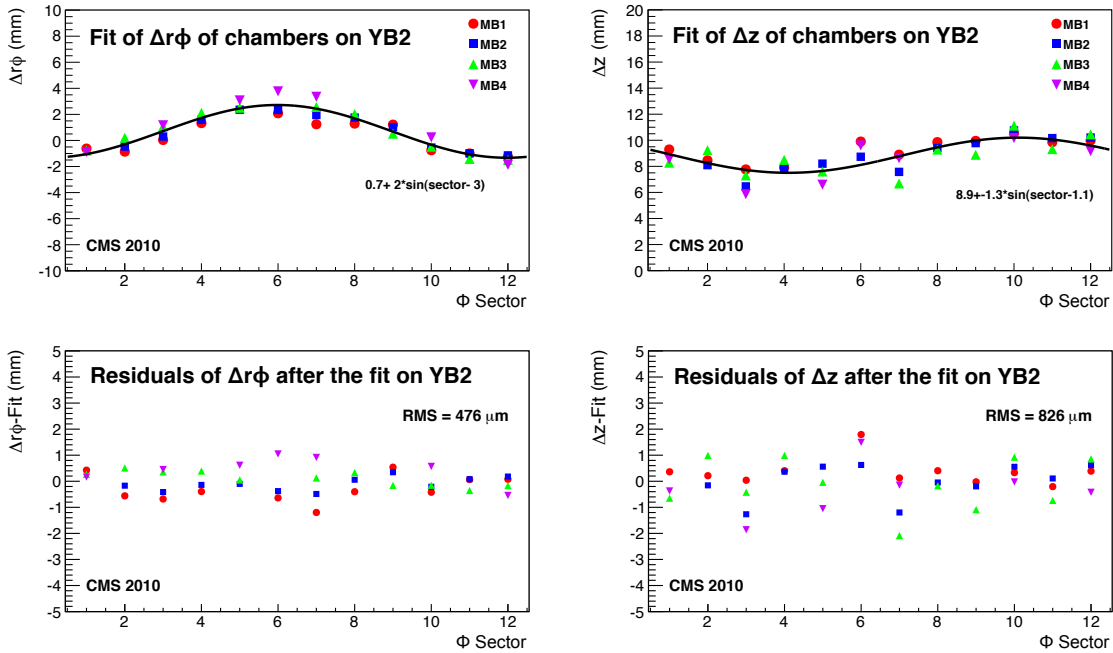 Fit of Δrϕ of chambers on YB2
MB1
MB2
MB3
MB4
Δrϕ (mm)
10
8
6
4
2
0
-2
-4
-6
-8
-10
0.7+ 2*sin(sector- 3)
CMS 2010
2 4 6 8 10 12
Φ Sector
Fit of Δz of chambers on YB2
MB1
MB2
MB3
MB4
Δz (mm)
20
18
16
14
12
10
8
6
4
2
0
8.9+-1.3*sin(sector-1.1)
CMS 2010
2 4 6 8 10 12
Φ Sector
Residuals of Δrϕ after the fit on YB2
RMS = 476 μm
Δrϕ-Fit (mm)
5
4
3
2
1
0
-1
-2
-3
-4
-5
CMS 2010
2 4 6 8 10 12
Φ Sector
Residuals of Δz after the fit on YB2
RMS = 826 μm
Δz-Fit (mm)
5
4
3
2
1
0
-1
-2
-3
-4
-5
CMS 2010
2 4 6 8 10 12
Φ Sector